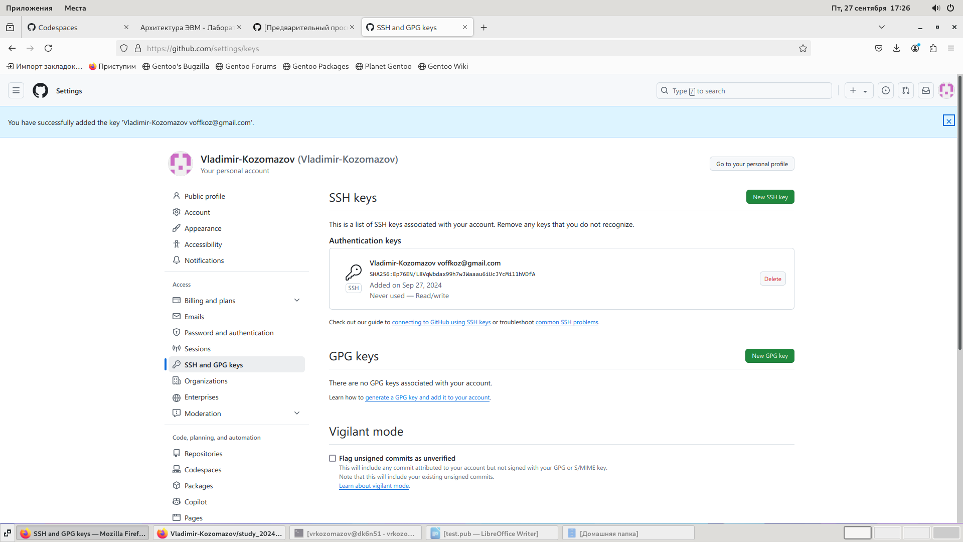 Приложения Места Пт, 27 сентября 17:26
Codespaces Архитектура ЭВМ - Лабора [Предварительный прос SSH and GPG keys
https://github.com/settings/keys
Импорт закладок... Приступим Gentoo's Bugzilla Gentoo Forums Gentoo Packages Planet Gentoo Gentoo Wiki
Settings Type / to search
You have successfully added the key 'Vladimir-Kozomazov voffkoz@gmail.com'.
Vladimir-Kozomazov (Vladimir-Kozomazov)
Your personal account
Go to your personal profile
Public profile
Account
Appearance
Accessibility
Notifications
Access
Billing and plans
Emails
Password and authentication
Sessions
SSH and GPG keys
Organizations
Enterprises
Moderation
Code, planning, and automation
Repositories
Codespaces
Packages
Copilot
Pages
SSH keys
New SSH key
This is a list of SSH keys associated with your account. Remove any keys that you do not recognize.
Authentication keys
Vladimir-Kozomazov voffkoz@gmail.com
SSH
Added on Sep 27, 2024
Never used — Read/write
Delete
Check out our guide to connecting to GitHub using SSH keys or troubleshoot common SSH problems.
GPG keys
New GPG key
There are no GPG keys associated with your account.
Learn how to generate a GPG key and add it to your account.
Vigilant mode
Flag unsigned commits as unverified
This will include any commit attributed to your account but not signed with your GPG or S/MIME key.
Note that this will include your existing unsigned commits.
Learn about vigilant mode.
SSH and GPG keys — Mozilla Firef... Vladimir-Kozomazov/study_2024... [vrkozomazov@dk6n51 - vrkozo... [test.pub — LibreOffice Writer] [Домашняя папка]